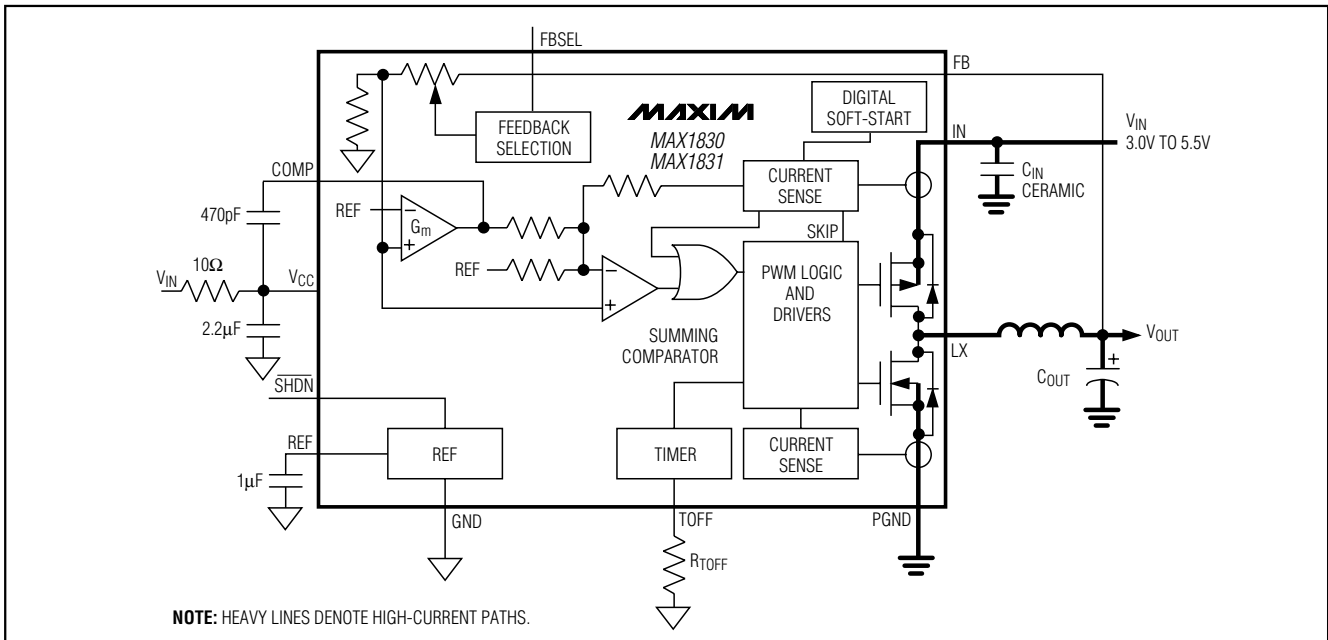 FBSEL
FB
DIGITAL
SOFT-START
MAXIM
MAX1830
MAX1831
FEEDBACK
SELECTION
IN
VIN
3.0V TO 5.5V
CIN
CERAMIC
COMP
CURRENT
SENSE
470pF
REF
Gm
SKIP
REF
VIN
10Ω
VCC
PWM LOGIC
AND
DRIVERS
2.2µF
SUMMING
COMPARATOR
LX
VOUT
COUT
SHDN
REF
REF
TIMER
CURRENT
SENSE
1µF
GND
TOFF
PGND
RTOFF
NOTE: HEAVY LINES DENOTE HIGH-CURRENT PATHS.